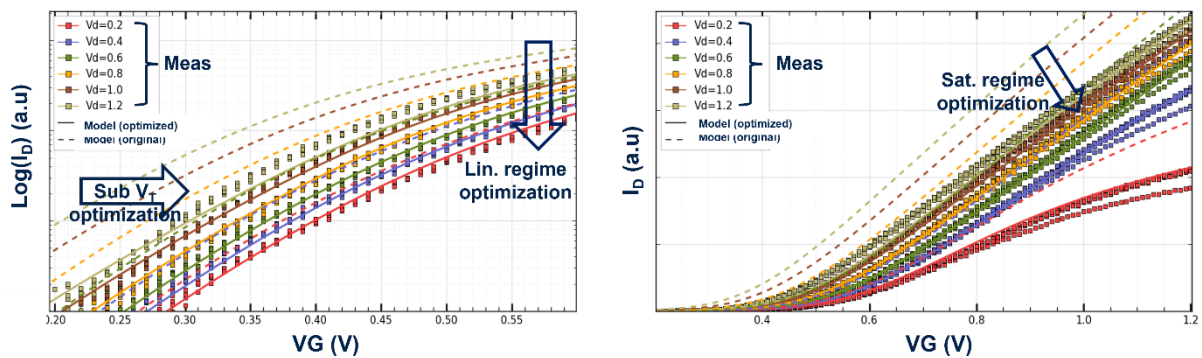 Log(I_D) (a.u)
Vd=0.2
Vd=0.4
Vd=0.6
Vd=0.8
Vd=1.0
Vd=1.2
Meas
Model (optimized)
Model (original)
Sub V_T
optimization
Lin. regime
optimization
0.20 0.25 0.30 0.35 0.40 0.45 0.50 0.55
VG (V)
I_D (a.u)
Vd=0.2
Vd=0.4
Vd=0.6
Vd=0.8
Vd=1.0
Vd=1.2
Meas
Model (optimized)
Model (original)
Sat. regime
optimization
0.4 0.6 0.8 1.0 1.2
VG (V)